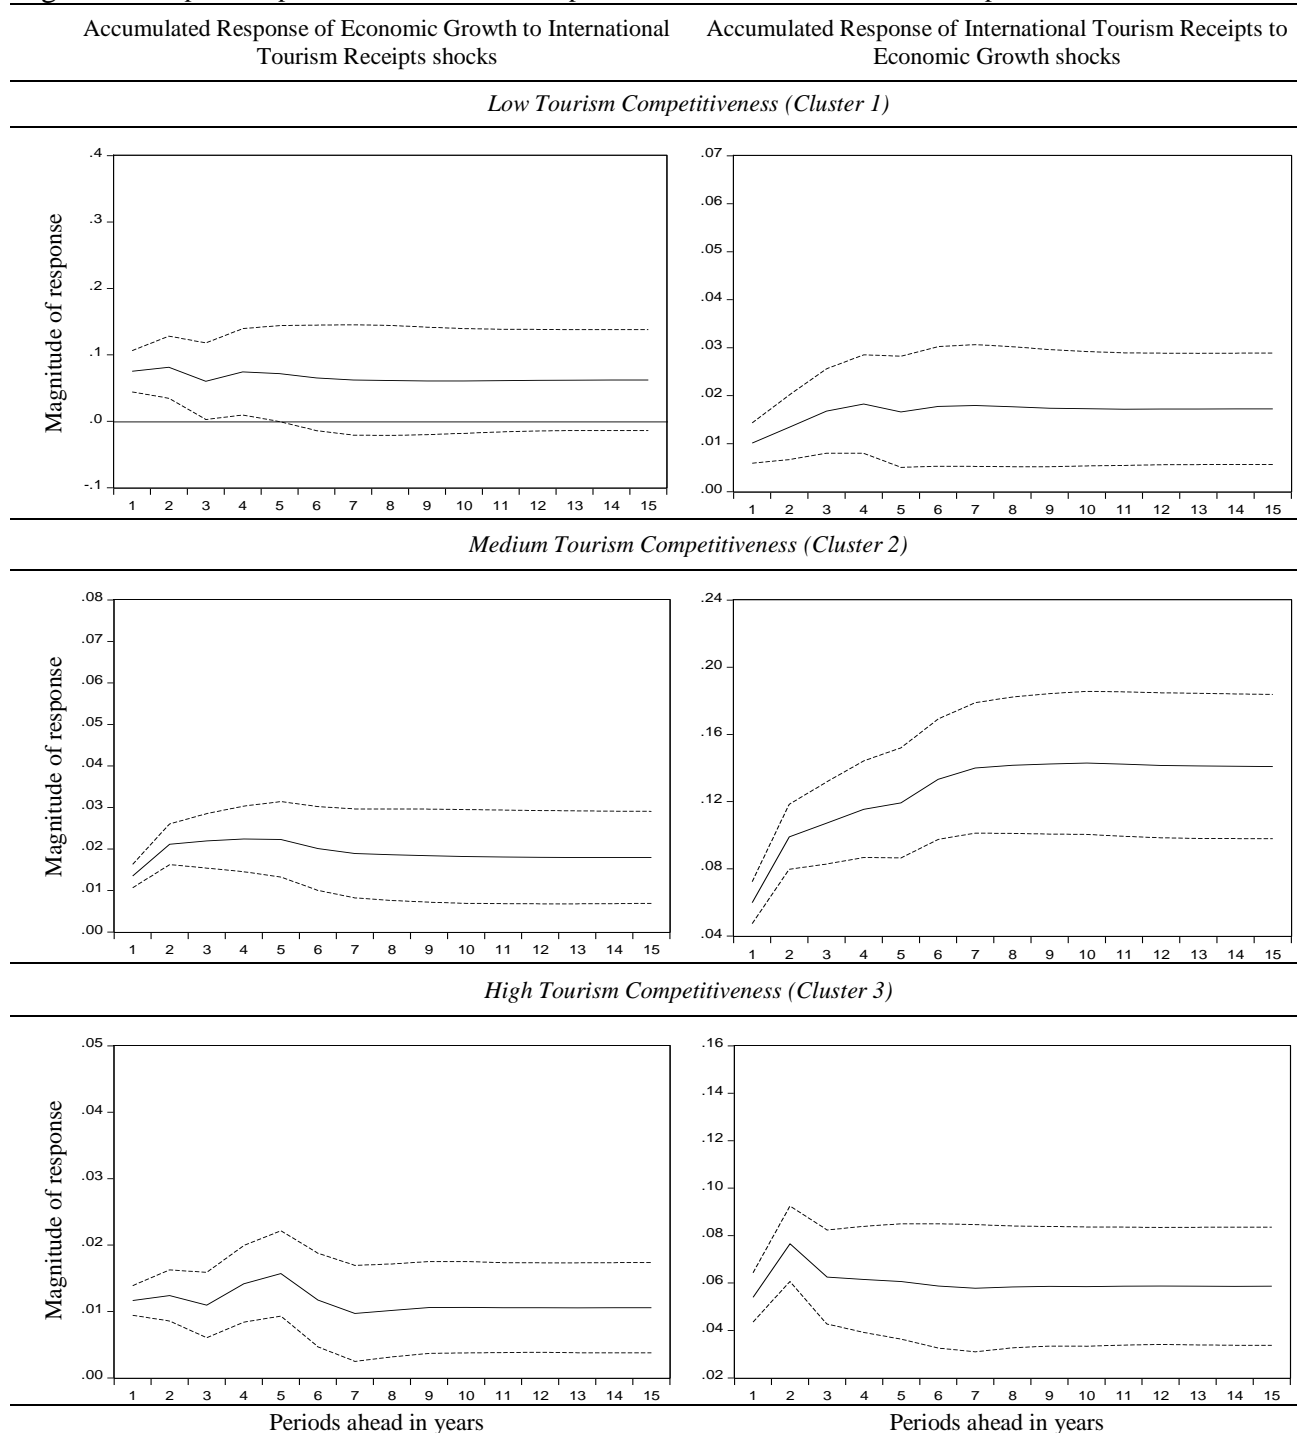 Accumulated Response of Economic Growth to International
Tourism Receipts shocks
Accumulated Response of International Tourism Receipts to
Economic Growth shocks
Low Tourism Competitiveness (Cluster 1)
Magnitude of response
.4
.3
.2
.1
.0
-.1
1 2 3 4 5 6 7 8 9 10 11 12 13 14 15
.07
.06
.05
.04
.03
.02
.01
.00
1 2 3 4 5 6 7 8 9 10 11 12 13 14 15
Medium Tourism Competitiveness (Cluster 2)
Magnitude of response
.08
.07
.06
.05
.04
.03
.02
.01
.00
1 2 3 4 5 6 7 8 9 10 11 12 13 14 15
.24
.20
.16
.12
.08
.04
1 2 3 4 5 6 7 8 9 10 11 12 13 14 15
High Tourism Competitiveness (Cluster 3)
Magnitude of response
.05
.04
.03
.02
.01
.00
1 2 3 4 5 6 7 8 9 10 11 12 13 14 15
Periods ahead in years
.16
.14
.12
.10
.08
.06
.04
.02
1 2 3 4 5 6 7 8 9 10 11 12 13 14 15
Periods ahead in years